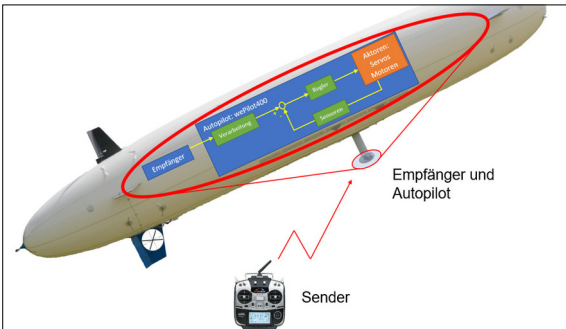 Aktoren:
Servos
Motoren
Regler
Autopilot: wePilot400
Verarbeitung
Sensoren
Empfänger
Empfänger und
Autopilot
Sender